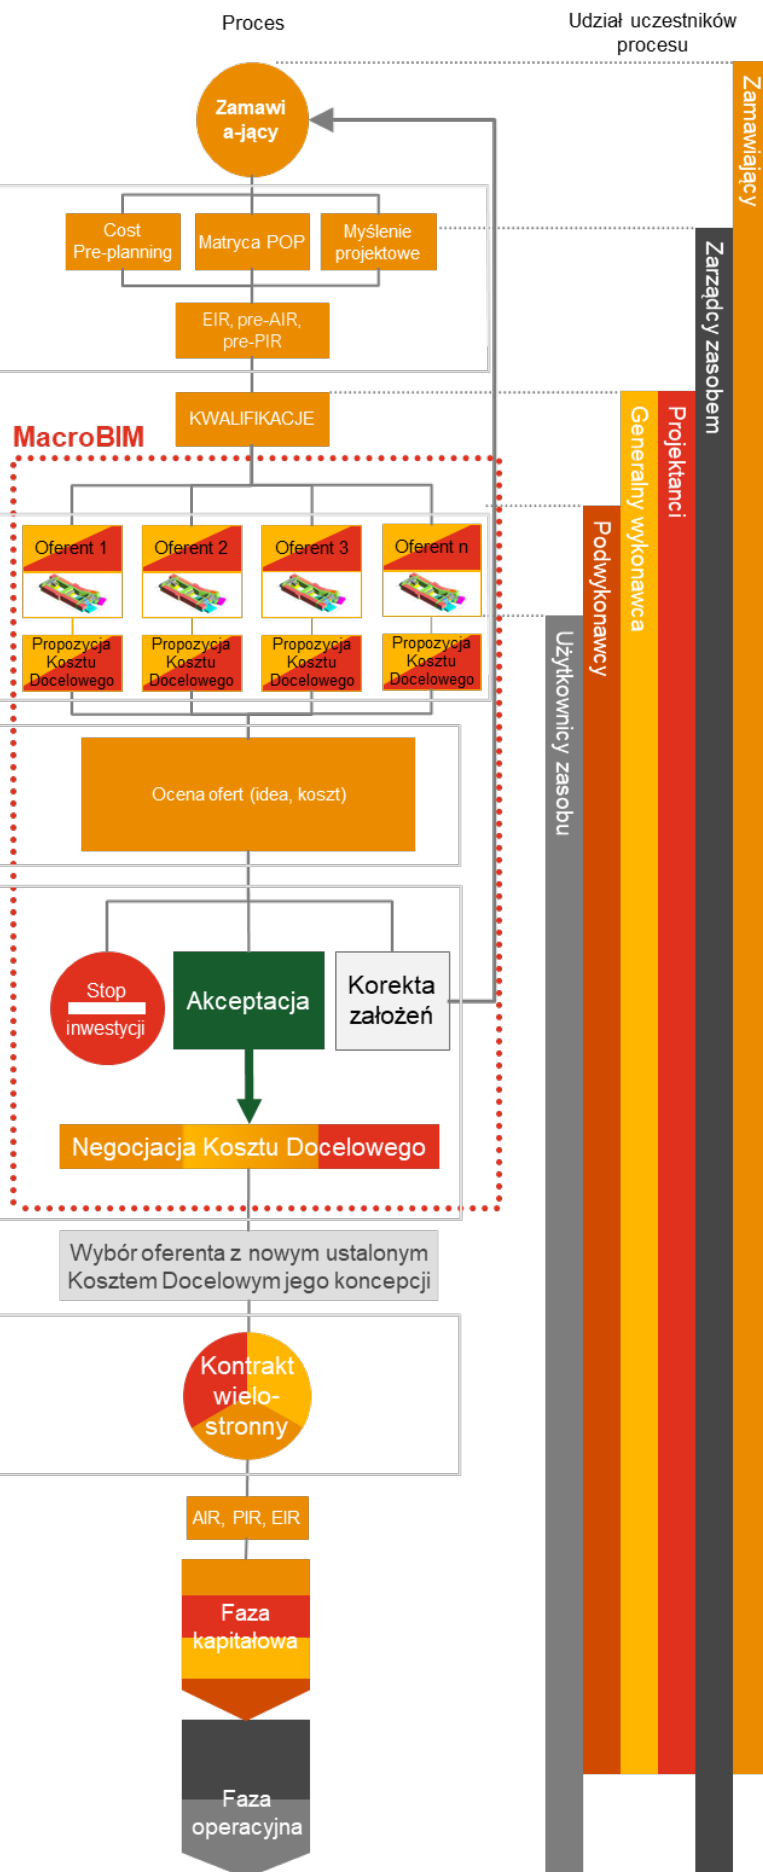 Proces
Udział uczestników
procesu
Zamawi
a-jący
Cost
Pre-planning
Matryca POP
Myślenie
projektowe
EIR, pre-AIR,
pre-PIR
KWALIFIKACJE
MacroBIM
Oferent 1
Oferent 2
Oferent 3
Oferent n
Propozycja
Kosztu
Docelowego
Propozycja
Kosztu
Docelowego
Propozycja
Kosztu
Docelowego
Propozycja
Kosztu
Docelowego
Ocena ofert (idea, koszt)
Stop
inwestycji
Akceptacja
Korekta
założeń
Negocjacja Kosztu Docelowego
Wybór oferenta z nowym ustalonym
Kosztem Docelowym jego koncepcji
Kontrakt
wielo-
stronny
AIR, PIR, EIR
Faza
kapitałowa
Faza
operacyjna
Użytkownicy zasobu
Podwykonawcy
Generalny wykonawca
Projektanci
Zarządcy zasobem
Zamawiający